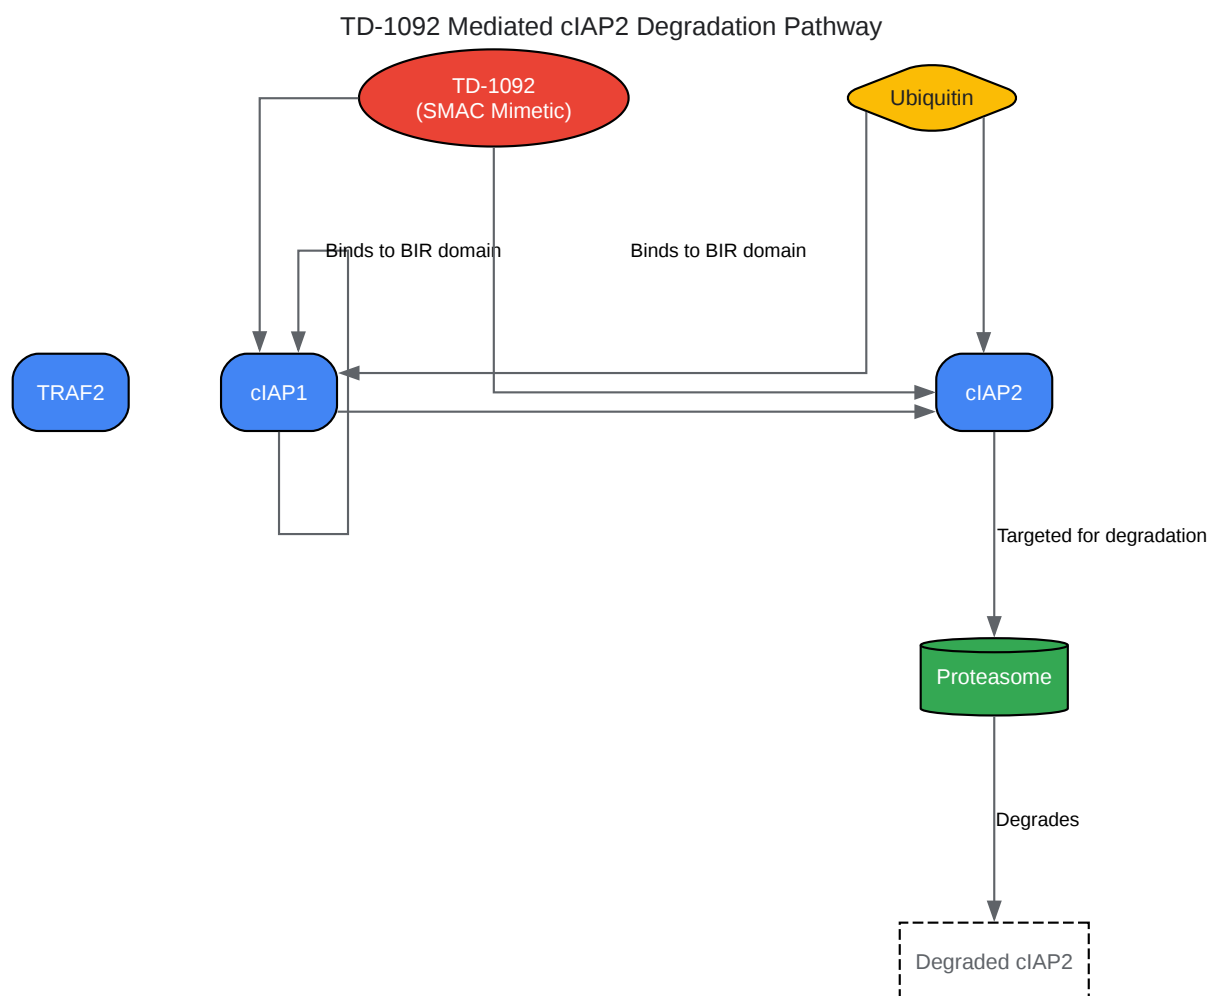 TD-1092 Mediated cIAP2 Degradation Pathway
TD-1092
(SMAC Mimetic)
Ubiquitin
Binds to BIR domain
Binds to BIR domain
TRAF2
cIAP1
cIAP2
Targeted for degradation
Proteasome
Degrades
Degraded cIAP2